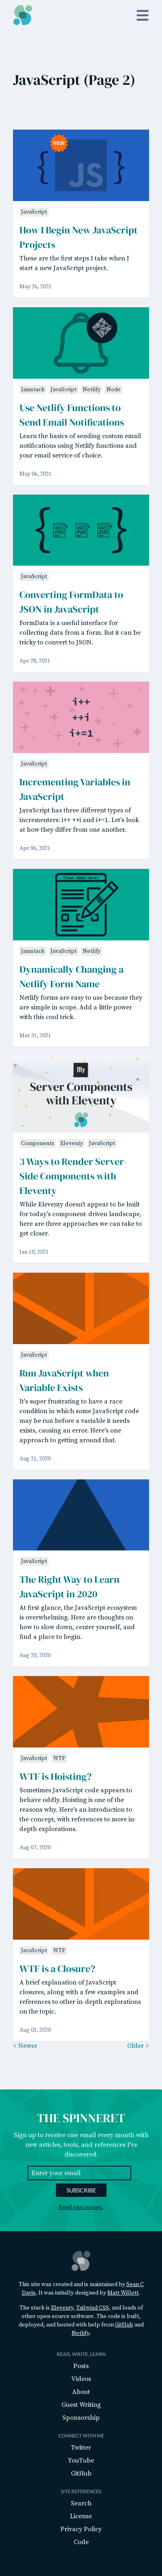 JavaScript (Page 2)
NEW
JS
JavaScript
How I Begin New JavaScript
Projects
These are the first steps I take when I
start a new JavaScript project.
May 26, 2021
Jamstack JavaScript Netlify Node
Use Netlify Functions to
Send Email Notifications
Learn the basics of sending custom email
notifications using Netlify functions and
your email service of choice.
May 06, 2021
JavaScript
Converting FormData to
JSON in JavaScript
FormData is a useful interface for
collecting data from a form. But it can be
tricky to convert to JSON.
Apr 28, 2021
i++
++i
i+=1
JavaScript
Incrementing Variables in
JavaScript
JavaScript has three different types of
incrementers: i++ ++i and i+=1. Let's look
at how they differ from one another.
Apr 06, 2021
{Your Name Here}
Jamstack JavaScript Netlify
Dynamically Changing a
Netlify Form Name
Netlify forms are easy to use because they
are simple in scope. Add a little power
with this cool trick.
Mar 31, 2021
11ty
Server Components
with Eleventy
Components Eleventy JavaScript
3 Ways to Render Server-
Side Components with
Eleventy
While Eleventy doesn't appear to be built
for today's component-driven landscape,
there are three approaches we can take to
get closer.
Jan 10, 2021
JavaScript
Run JavaScript when
Variable Exists
It's super frustrating to have a race
condition in which some JavaScript code
may be run before a variable it needs
exists, causing an error. Here's one
approach to getting around that.
Aug 21, 2020
JavaScript
The Right Way to Learn
JavaScript in 2020
At first glance, the JavaScript ecosystem
is overwhelming. Here are thoughts on
how to slow down, center yourself, and
find a place to begin.
Aug 20, 2020
JavaScript WTF
WTF is Hoisting?
Sometimes JavaScript code appears to
behave oddly. Hoisting is one of the
reasons why. Here's an introduction to
the concept, with references to more in-
depth explorations.
Aug 07, 2020
JavaScript WTF
WTF is a Closure?
A brief explanation of JavaScript
closures, along with a few examples and
references to other in-depth explorations
on the topic.
Aug 03, 2020
< Newer Older >
THE SPINNERET
Sign up to receive one email every month with
new articles, tools, and references I've
discovered.
Enter your email
SUBSCRIBE
Read past issues.
This site was created and is maintained by Sean C
Davis. It was initially designed by Matt Willett.
The stack is Eleventy, Tailwind CSS, and loads of
other open-source software. The code is built,
deployed, and hosted with help from GitHub and
Netlify.
READ, WRITE, LEARN
Posts
Videos
About
Guest Writing
Sponsorship
CONNECT WITH ME
Twitter
YouTube
GitHub
SITE REFERENCES
Search
License
Privacy Policy
Code